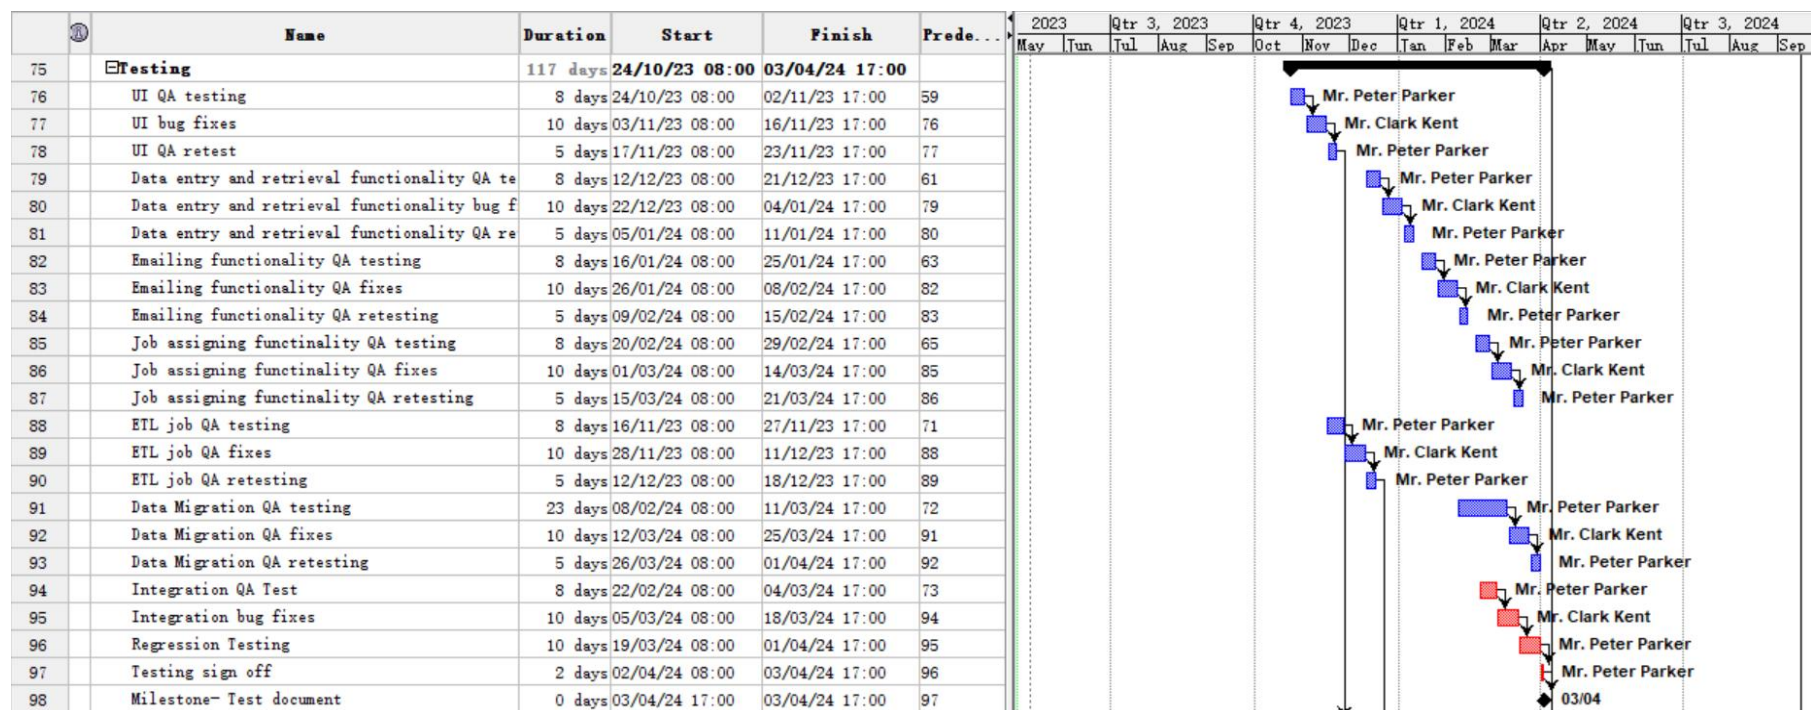 Name Duration Start Finish Prede...
2023 Qtr 3, 2023 Qtr 4, 2023 Qtr 1, 2024 Qtr 2, 2024 Qtr 3, 2024
May Jun Jul Aug Sep Oct Nov Dec Jan Feb Mar Apr May Jun Jul Aug Sep
75 Testing 117 days 24/10/23 08:00 03/04/24 17:00
76 UI QA testing 8 days 24/10/23 08:00 02/11/23 17:00 59 Mr. Peter Parker
77 UI bug fixes 10 days 03/11/23 08:00 16/11/23 17:00 76 Mr. Clark Kent
78 UI QA retest 5 days 17/11/23 08:00 23/11/23 17:00 77 Mr. Peter Parker
79 Data entry and retrieval functionality QA te 8 days 12/12/23 08:00 21/12/23 17:00 61 Mr. Peter Parker
80 Data entry and retrieval functionality bug f 10 days 22/12/23 08:00 04/01/24 17:00 79 Mr. Clark Kent
81 Data entry and retrieval functionality QA re 5 days 05/01/24 08:00 11/01/24 17:00 80 Mr. Peter Parker
82 Emailing functionality QA testing 8 days 16/01/24 08:00 25/01/24 17:00 63 Mr. Peter Parker
83 Emailing functionality QA fixes 10 days 26/01/24 08:00 08/02/24 17:00 82 Mr. Clark Kent
84 Emailing functionality QA retesting 5 days 09/02/24 08:00 15/02/24 17:00 83 Mr. Peter Parker
85 Job assigning functinality QA testing 8 days 20/02/24 08:00 29/02/24 17:00 65 Mr. Peter Parker
86 Job assigning functinality QA fixes 10 days 01/03/24 08:00 14/03/24 17:00 85 Mr. Clark Kent
87 Job assigning functinality QA retesting 5 days 15/03/24 08:00 21/03/24 17:00 86 Mr. Peter Parker
88 ETL job QA testing 8 days 16/11/23 08:00 27/11/23 17:00 71 Mr. Peter Parker
89 ETL job QA fixes 10 days 28/11/23 08:00 11/12/23 17:00 88 Mr. Clark Kent
90 ETL job QA retesting 5 days 12/12/23 08:00 18/12/23 17:00 89 Mr. Peter Parker
91 Data Migration QA testing 23 days 08/02/24 08:00 11/03/24 17:00 72 Mr. Peter Parker
92 Data Migration QA fixes 10 days 12/03/24 08:00 25/03/24 17:00 91 Mr. Clark Kent
93 Data Migration QA retesting 5 days 26/03/24 08:00 01/04/24 17:00 92 Mr. Peter Parker
94 Integration QA Test 8 days 22/02/24 08:00 04/03/24 17:00 73 Mr. Peter Parker
95 Integration bug fixes 10 days 05/03/24 08:00 18/03/24 17:00 94 Mr. Clark Kent
96 Regression Testing 10 days 19/03/24 08:00 01/04/24 17:00 95 Mr. Peter Parker
97 Testing sign off 2 days 02/04/24 08:00 03/04/24 17:00 96 Mr. Peter Parker
98 Milestone- Test document 0 days 03/04/24 17:00 03/04/24 17:00 97 03/04